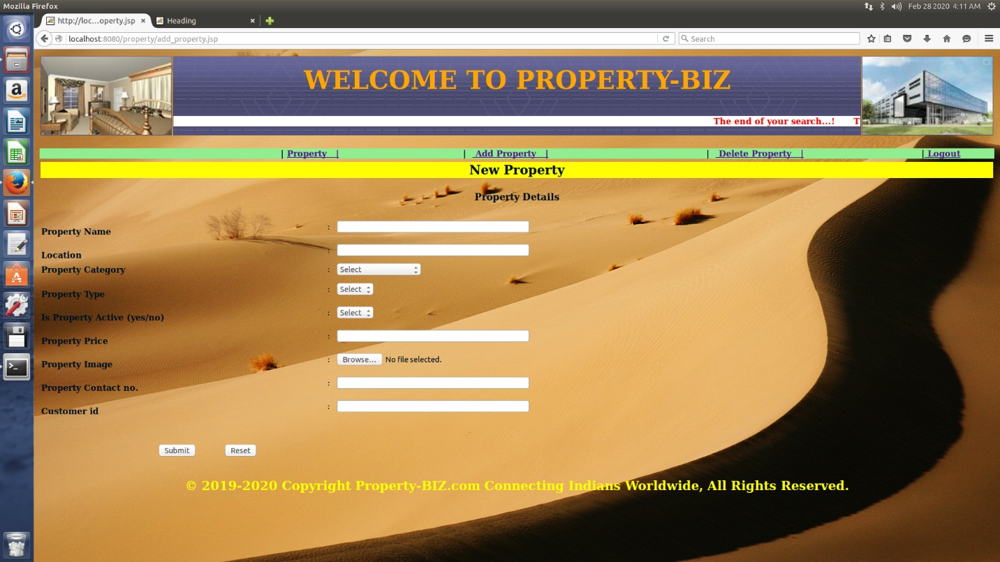 Mozilla Firefox
Feb 28 2020 4:11 AM
http://loc...operty.jsp × Heading ×
localhost:8080/property/add_property.jsp
Search
WELCOME TO PROPERTY-BIZ
The end of your search...! T
| Property |
| Add Property |
| Delete Property |
| Logout
New Property
Property Details
Property Name :
Location :
Property Category : Select
Property Type : Select
Is Property Active (yes/no) : Select
Property Price :
Property Image : Browse... No file selected.
Property Contact no. :
Customer id :
Submit Reset
© 2019-2020 Copyright Property-BIZ.com Connecting Indians Worldwide, All Rights Reserved.